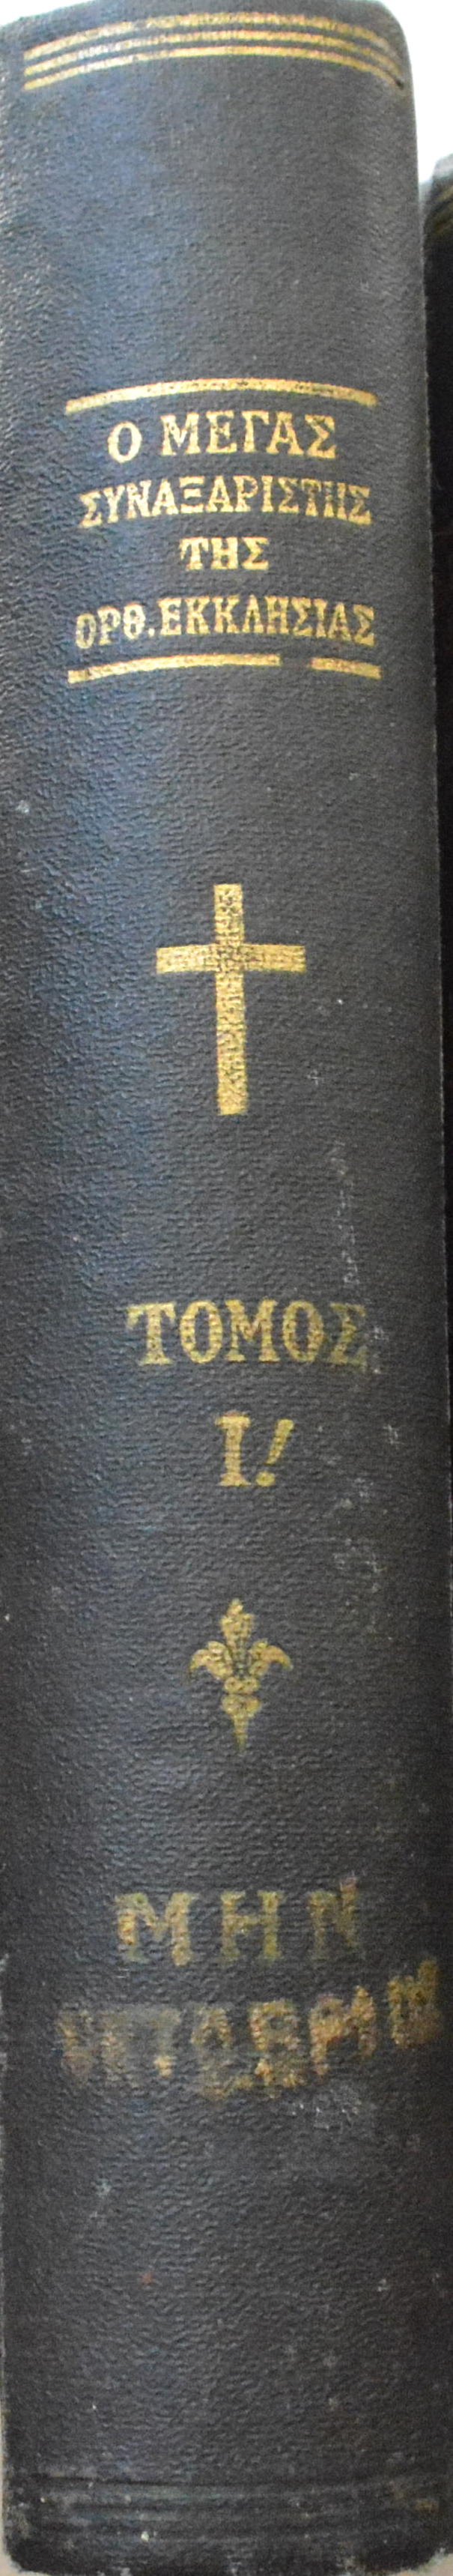 Ο ΜΕΓΑΣ
ΣΥΝΑΞΑΡΙΣΤΗΣ
ΤΗΣ
ΟΡΘ. ΕΚΚΛΗΣΙΑΣ
ΤΟΜΟΣ
Ι!
ΜΗΝ